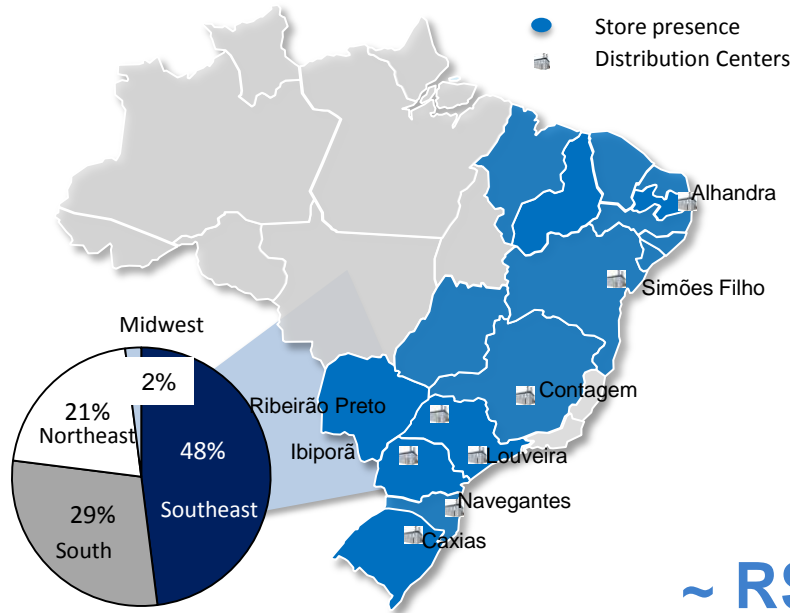 Store presence
Distribution Centers
Alhandra
Simões Filho
Midwest
2%
Contagem
Ribeirão Preto
21%
Northeast
48%
Ibiporã
Louveira
Southeast
Navegantes
29%
South
Caxias
~ R$